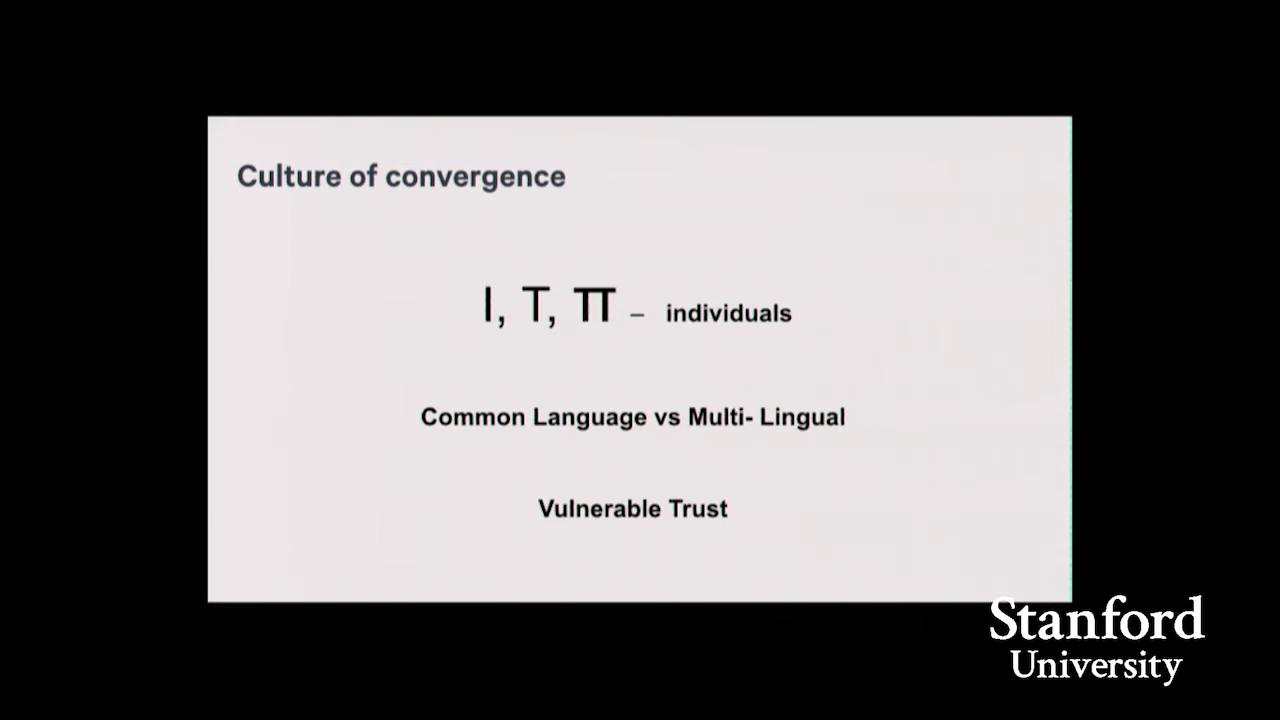 Culture of convergence
I, T, π – individuals
Common Language vs Multi- Lingual
Vulnerable Trust
Stanford
University